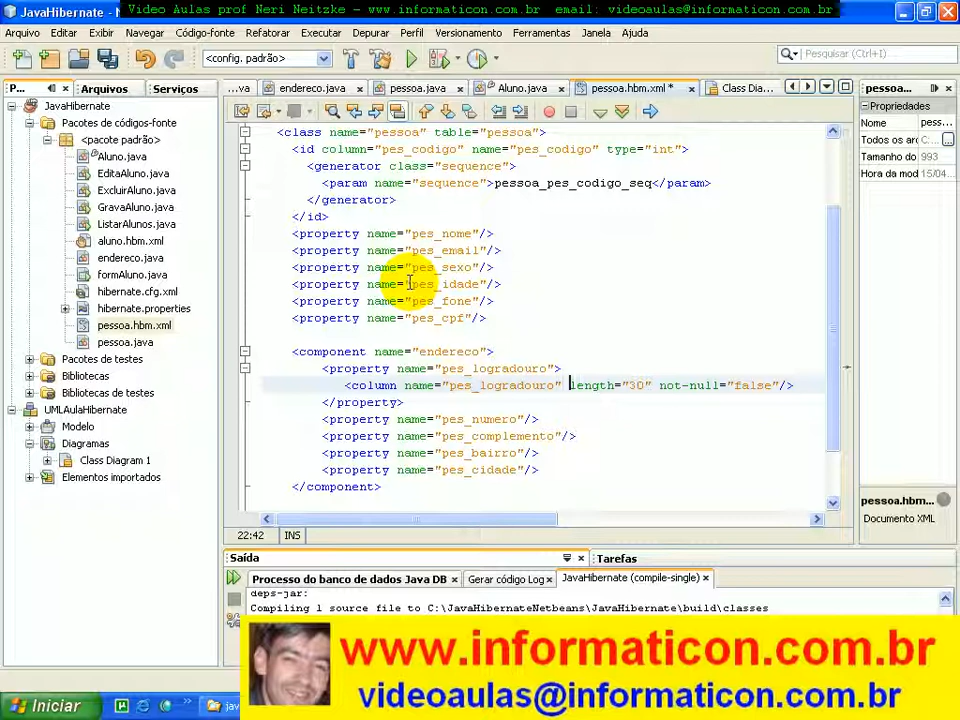 JavaHibernate - N
Video Aulas prof Neri Neitzke - www.informaticon.com.br email: videoaulas@informaticon.com.br
Arquivo Editar Exibir Navegar Código-fonte Refatorar Executar Depurar Perfil Versionamento Ferramentas Janela Ajuda
<config. padrão> Pesquisar (Ctrl+I)
P... Arquivos Serviços
...va endereco.java pessoa.java Aluno.java pessoa.hbm.xml * Class Dia...
pessoa...
Propriedades
Nome pess...
Todos os arc C:
Tamanho do 993
Hora da mod 15/04
JavaHibernate
Pacotes de códigos-fonte
<pacote padrão>
Aluno.java
EditaAluno.java
ExcluirAluno.java
GravaAluno.java
ListarAlunos.java
aluno.hbm.xml
endereco.java
formAluno.java
hibernate.cfg.xml
hibernate.properties
pessoa.hbm.xml
pessoa.java
Pacotes de testes
Bibliotecas
Bibliotecas de testes
UMLAulaHibernate
Modelo
Diagramas
Class Diagram 1
Elementos importados
<class name="pessoa" table="pessoa">
<id column="pes_codigo" name="pes_codigo" type="int">
<generator class="sequence">
<param name="sequence">pessoa_pes_codigo_seq</param>
</generator>
</id>
<property name="pes_nome"/>
<property name="pes_email"/>
<property name="pes_sexo"/>
<property name="pes_idade"/>
<property name="pes_fone"/>
<property name="pes_cpf"/>
<component name="endereco">
<property name="pes_logradouro">
<column name="pes_logradouro" length="30" not-null="false"/>
</property>
<property name="pes_numero"/>
<property name="pes_complemento"/>
<property name="pes_bairro"/>
<property name="pes_cidade"/>
</component>
22:42 INS
pessoa.hbm...
Documento XML
Saída Tarefas
Processo do banco de dados Java DB Gerar código Log JavaHibernate (compile-single)
deps-jar:
Compiling 1 source file to C:\JavaHibernateNetbeans\JavaHibernate\build\classes
www.informaticon.com.br
videoaulas@informaticon.com.br
Iniciar
jav